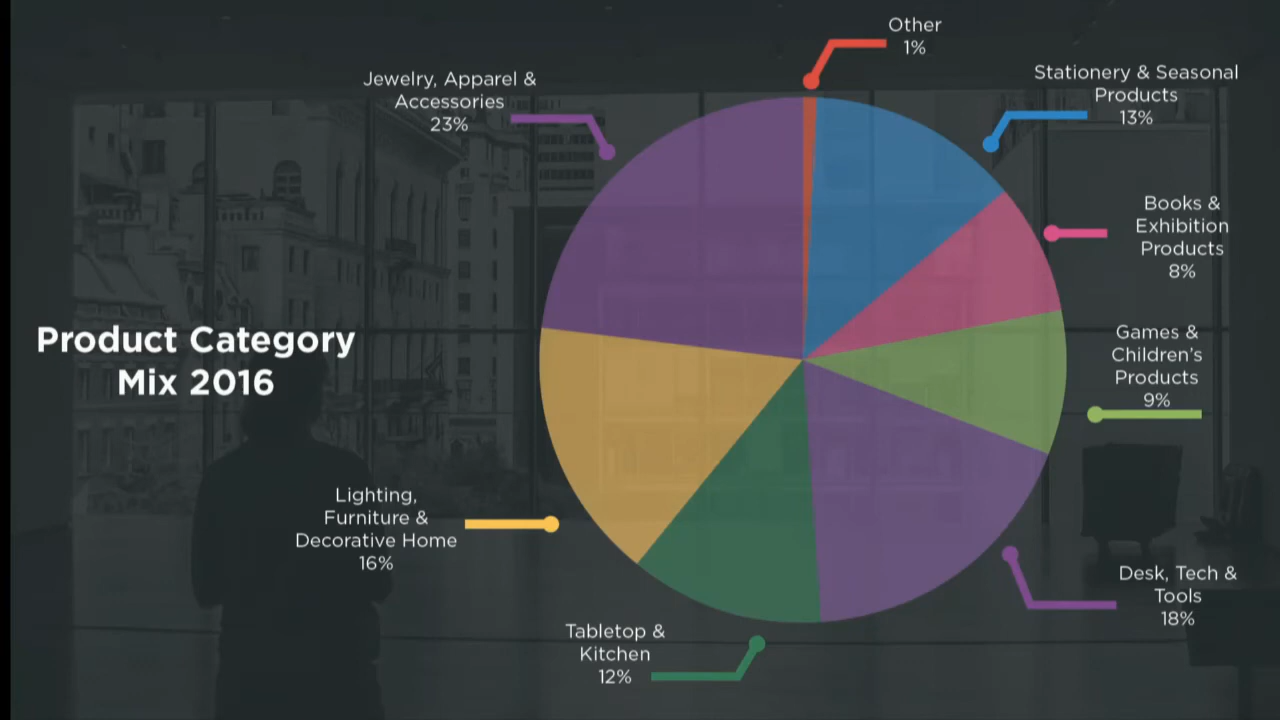 Product Category
Mix 2016
Other
1%
Stationery & Seasonal
Products
13%
Books &
Exhibition
Products
8%
Games &
Children's
Products
9%
Desk, Tech &
Tools
18%
Tabletop &
Kitchen
12%
Lighting,
Furniture &
Decorative Home
16%
Jewelry, Apparel &
Accessories
23%